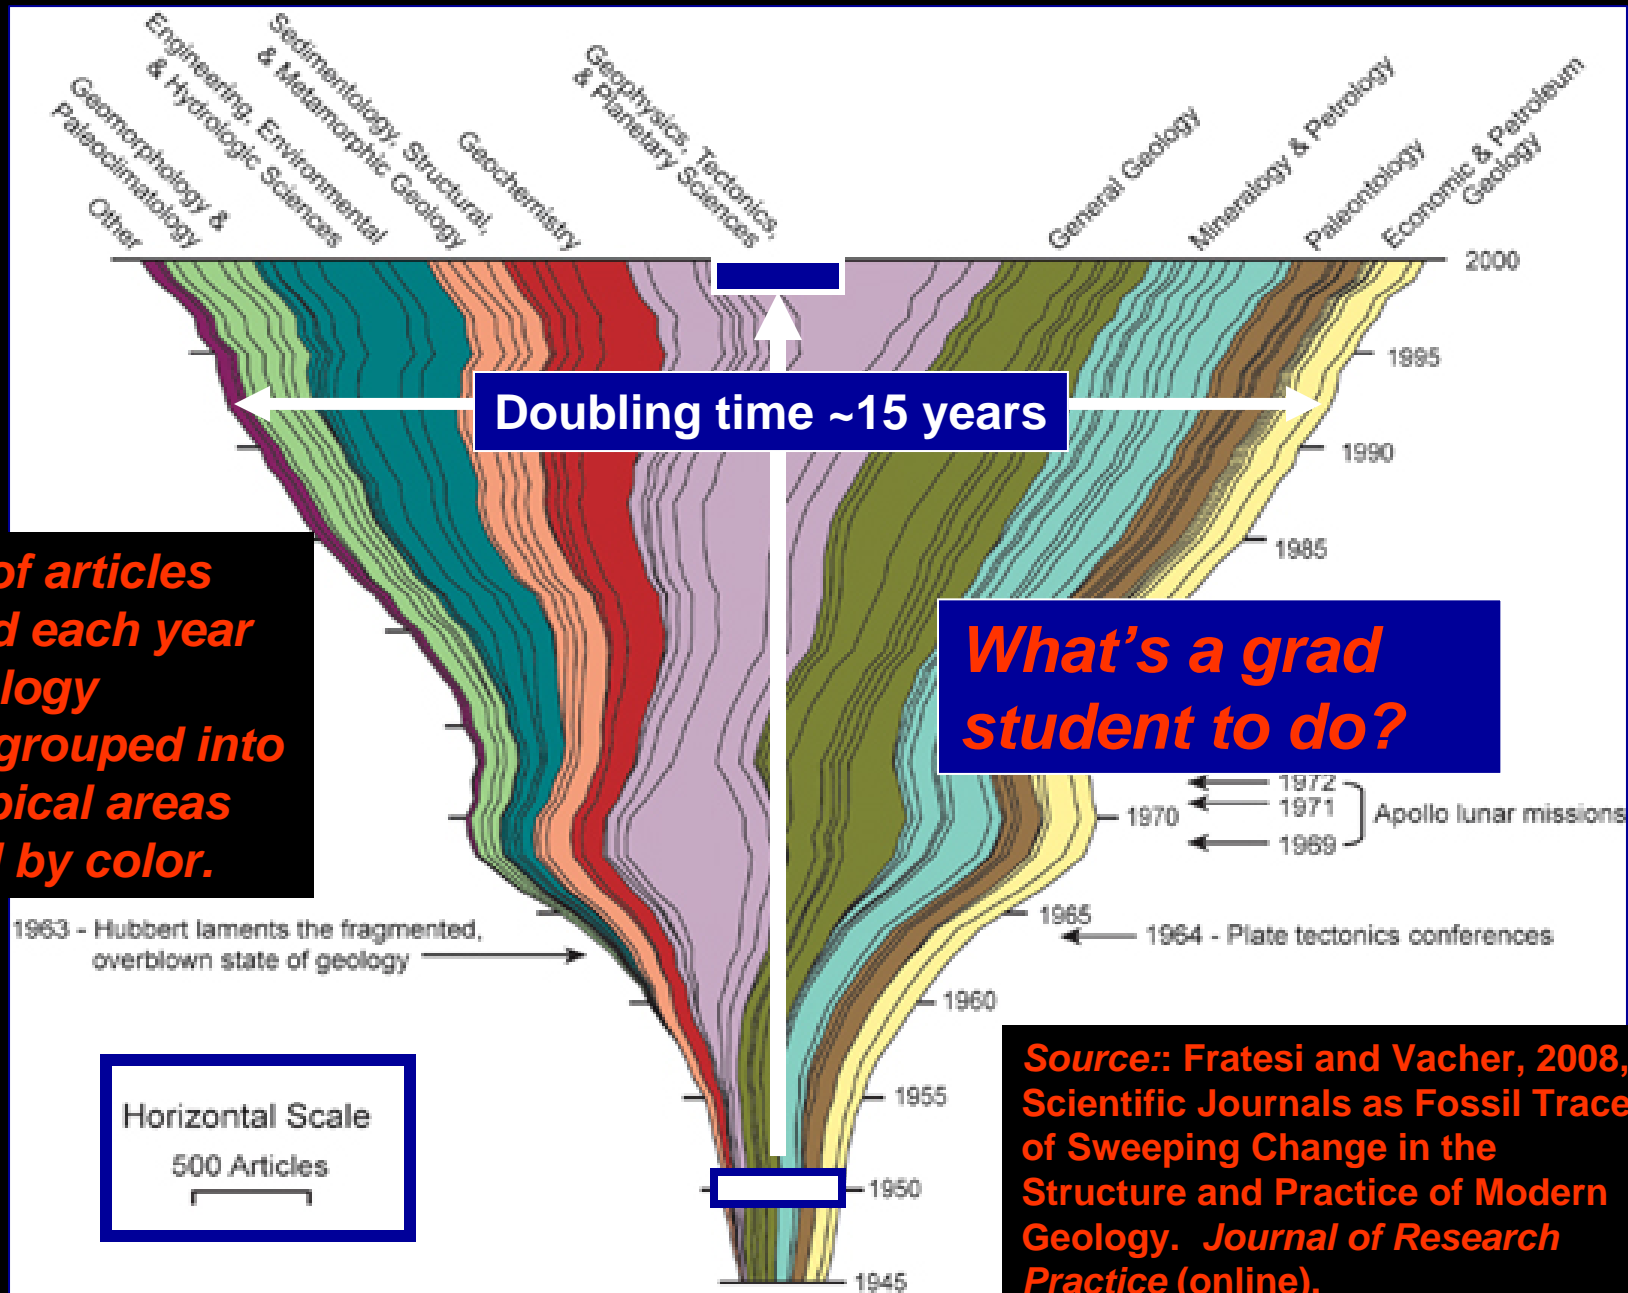 Other
Geomorphology &
Paleoclimatology
Engineering, Environmental
& Hydrologic Sciences
Sedimentology, Structural,
& Metamorphic Geology
Geochemistry
Geophysics, Tectonics,
& Planetary Sciences
General Geology
Mineralogy & Petrology
Paleontology
Economic & Petroleum
Geology
2000
1995
Doubling time ~15 years
1990
1985
of articles
d each year
logy
grouped into
pical areas
d by color.
What's a grad
student to do?
1972
1971
1970
Apollo lunar missions
1969
1965
1963 - Hubbert laments the fragmented,
overblown state of geology
1964 - Plate tectonics conferences
1960
Horizontal Scale
500 Articles
1955
1950
1945
Source:: Fratesi and Vacher, 2008,
Scientific Journals as Fossil Trace
of Sweeping Change in the
Structure and Practice of Modern
Geology. Journal of Research
Practice (online).